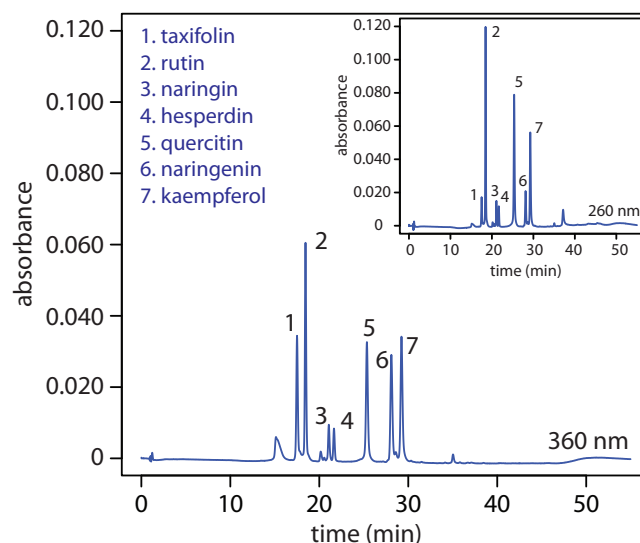 0.120
0.100
0.080
0.060
0.040
0.020
0
absorbance
1. taxifolin
2. rutin
3. naringin
4. hesperdin
5. quercitin
6. naringenin
7. kaempferol
1
2
3
4
5
6
7
360 nm
0 10 20 30 40 50
time (min)
0.120
0.100
0.080
0.060
0.040
0.020
0
absorbance
1
2
3
4
5
6
7
260 nm
0 10 20 30 40 50
time (min)